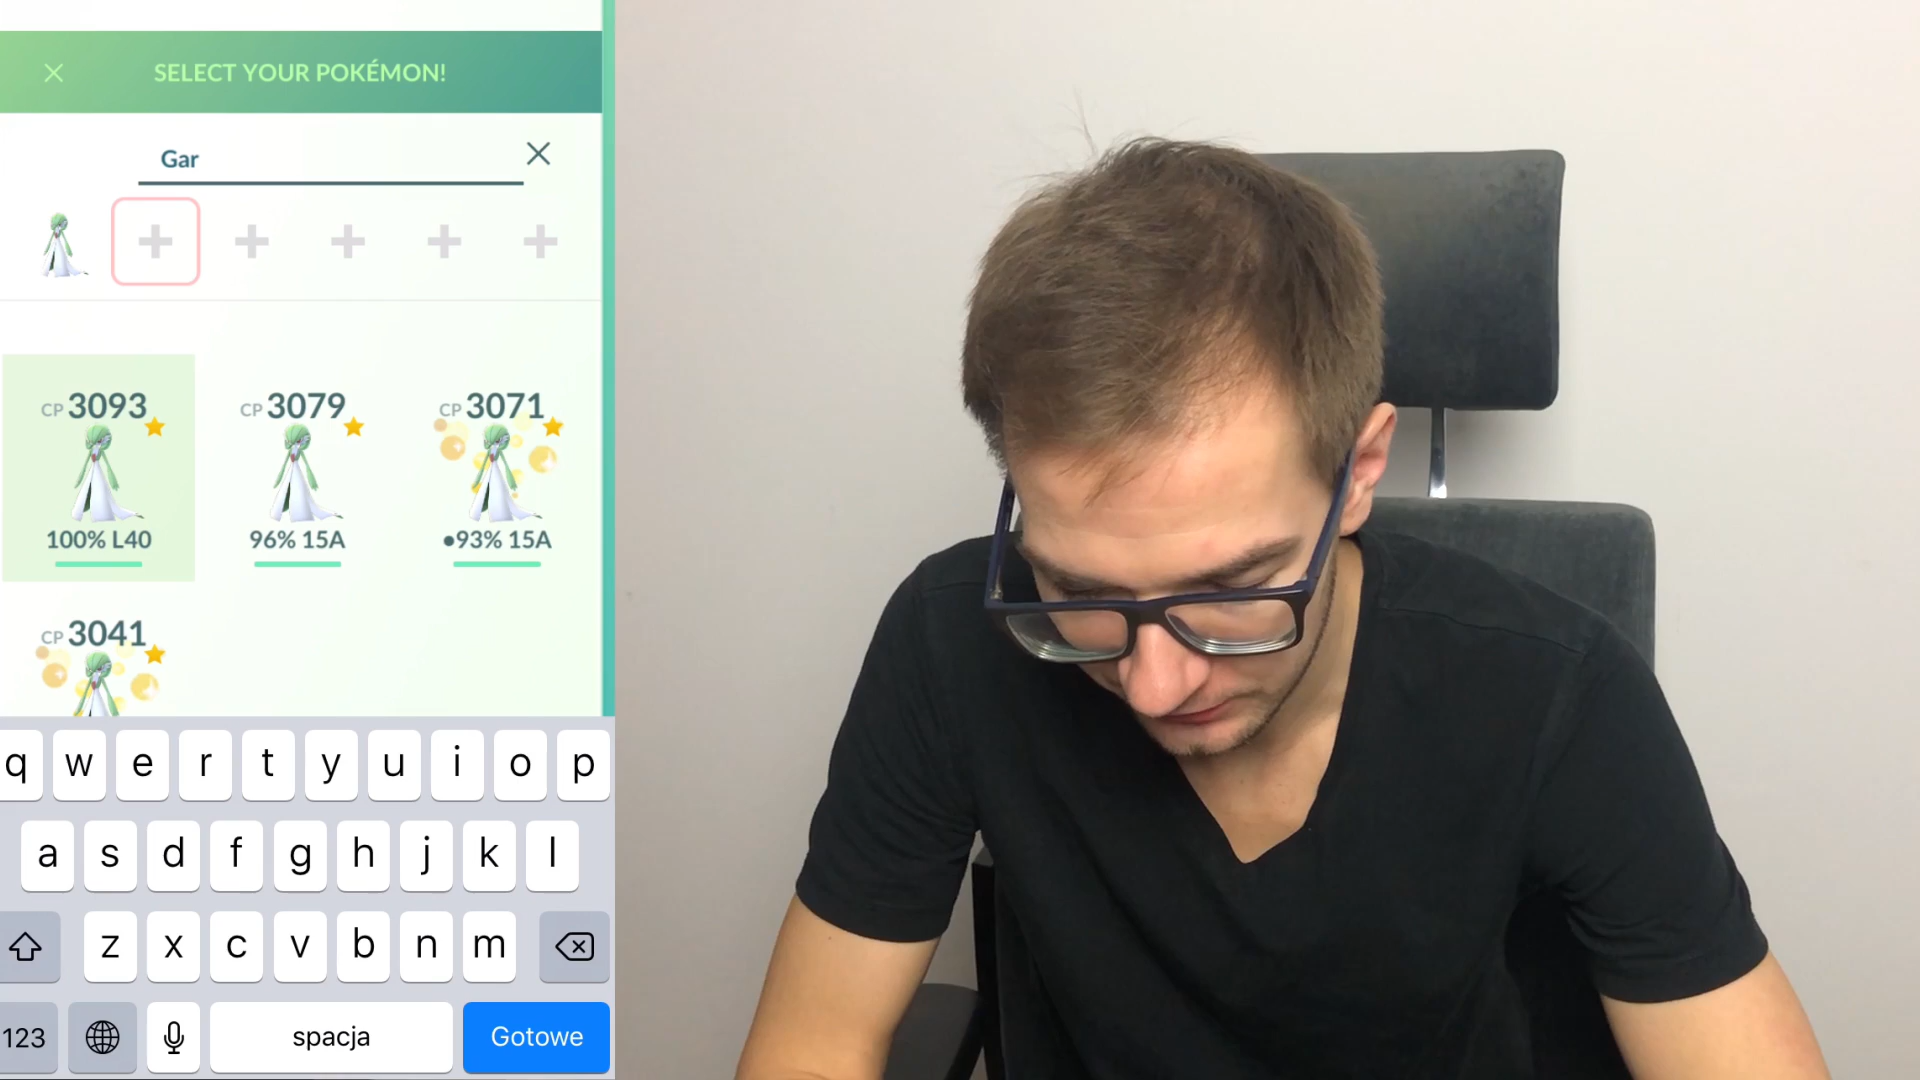 SELECT YOUR POKÉMON!
Gar
CP 3093 CP 3079 CP 3071
100% L40 96% 15A ●93% 15A
CP 3041
q w e r t y u i o p
a s d f g h j k l
z x c v b n m
123 spacja Gotowe